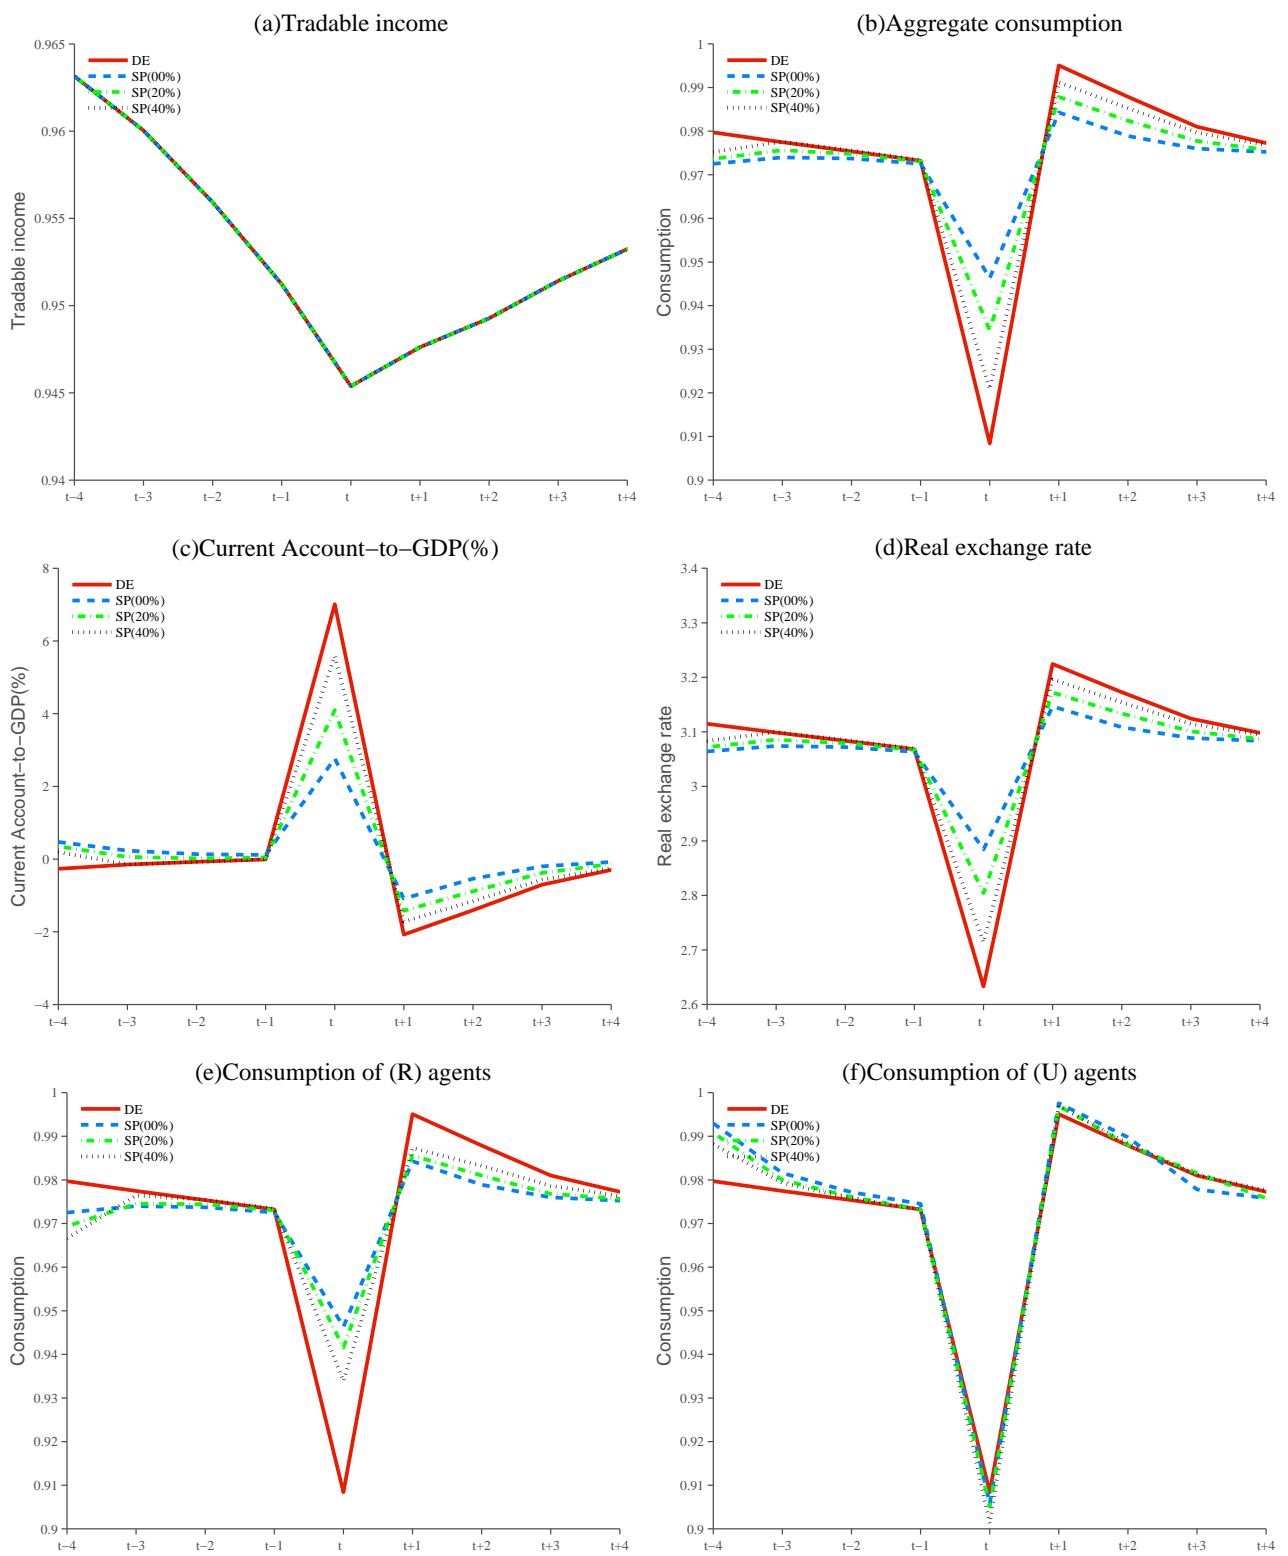 (a)Tradable income
0.965
0.96
0.955
0.95
0.945
0.94
Tradable income
DE
SP(00%)
SP(20%)
SP(40%)
t−4 t−3 t−2 t−1 t t+1 t+2 t+3 t+4
(b)Aggregate consumption
1
0.99
0.98
0.97
0.96
0.95
0.94
0.93
0.92
0.91
0.9
Consumption
DE
SP(00%)
SP(20%)
SP(40%)
t−4 t−3 t−2 t−1 t t+1 t+2 t+3 t+4
(c)Current Account−to−GDP(%)
8
6
4
2
0
−2
−4
Current Account−to−GDP(%)
DE
SP(00%)
SP(20%)
SP(40%)
t−4 t−3 t−2 t−1 t t+1 t+2 t+3 t+4
(d)Real exchange rate
3.4
3.3
3.2
3.1
3
2.9
2.8
2.7
2.6
Real exchange rate
DE
SP(00%)
SP(20%)
SP(40%)
t−4 t−3 t−2 t−1 t t+1 t+2 t+3 t+4
(e)Consumption of (R) agents
1
0.99
0.98
0.97
0.96
0.95
0.94
0.93
0.92
0.91
0.9
Consumption
DE
SP(00%)
SP(20%)
SP(40%)
t−4 t−3 t−2 t−1 t t+1 t+2 t+3 t+4
(f)Consumption of (U) agents
1
0.99
0.98
0.97
0.96
0.95
0.94
0.93
0.92
0.91
0.9
Consumption
DE
SP(00%)
SP(20%)
SP(40%)
t−4 t−3 t−2 t−1 t t+1 t+2 t+3 t+4